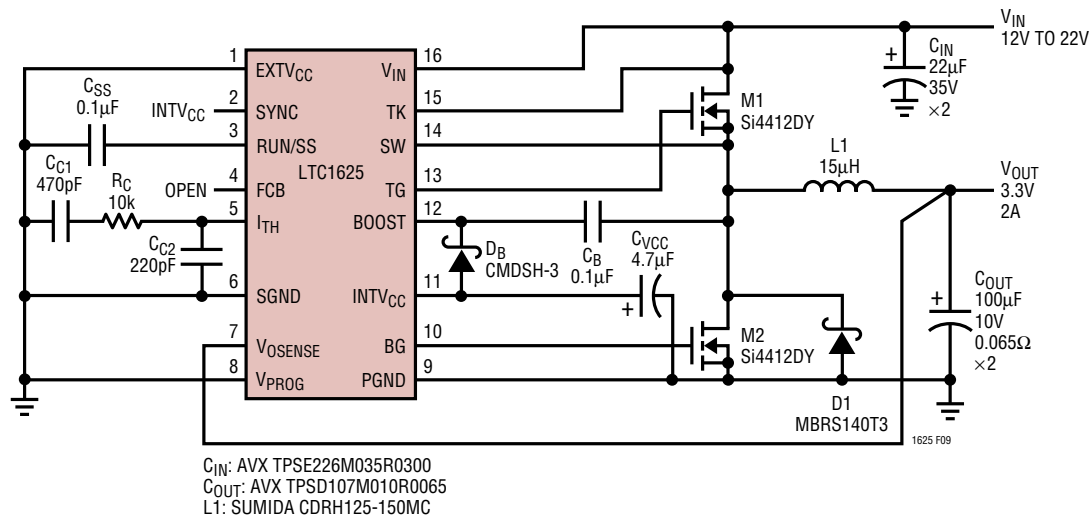 V_IN
12V TO 22V
1
EXTV_CC
V_IN
16
C_IN
22µF
35V
×2
+
C_SS
0.1µF
INTV_CC
2
SYNC
TK
15
M1
Si4412DY
3
RUN/SS
SW
14
LTC1625
L1
15µH
C_C1
470pF
R_C
10k
OPEN
4
FCB
TG
13
V_OUT
3.3V
2A
5
I_TH
BOOST
12
C_C2
220pF
D_B
CMDSH-3
C_B
0.1µF
C_VCC
4.7µF
+
6
SGND
INTV_CC
11
C_OUT
100µF
10V
0.065Ω
×2
+
7
V_OSENSE
BG
10
M2
Si4412DY
8
V_PROG
PGND
9
D1
MBRS140T3
1625 F09
C_IN: AVX TPSE226M035R0300
C_OUT: AVX TPSD107M010R0065
L1: SUMIDA CDRH125-150MC